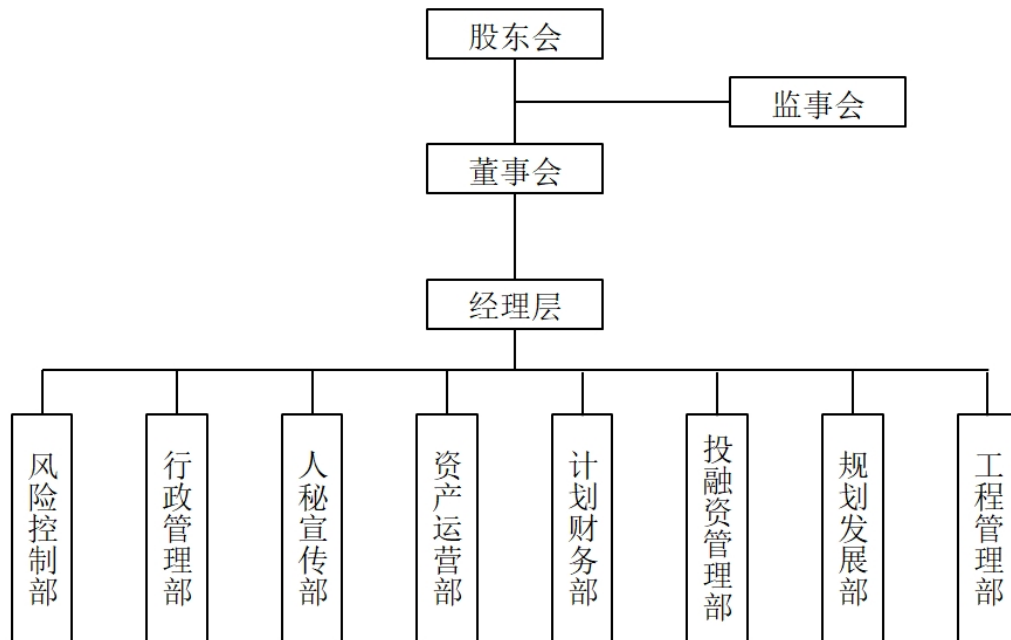 股东会
监事会
董事会
经理层
风险控制部
行政管理部
人秘宣传部
资产运营部
计划财务部
投融资管理部
规划发展部
工程管理部